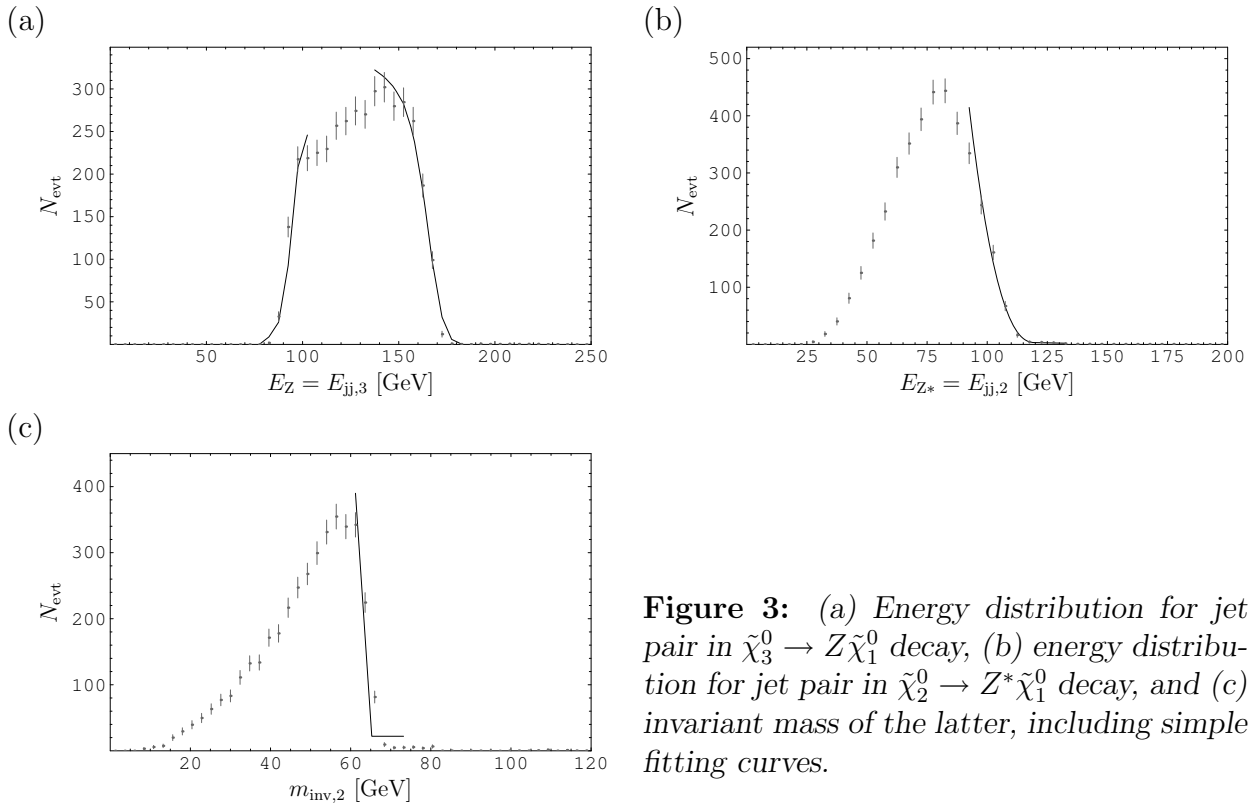 (a)
N_evt
300
250
200
150
100
50
50 100 150 200 250
E_Z = E_jj,3 [GeV]
(b)
N_evt
500
400
300
200
100
25 50 75 100 125 150 175 200
E_Z* = E_jj,2 [GeV]
(c)
N_evt
400
300
200
100
20 40 60 80 100 120
m_inv,2 [GeV]
Figure 3: (a) Energy distribution for jet
pair in χ̃⁰₃ → Zχ̃⁰₁ decay, (b) energy distribu-
tion for jet pair in χ̃⁰₂ → Z*χ̃⁰₁ decay, and (c)
invariant mass of the latter, including simple
fitting curves.